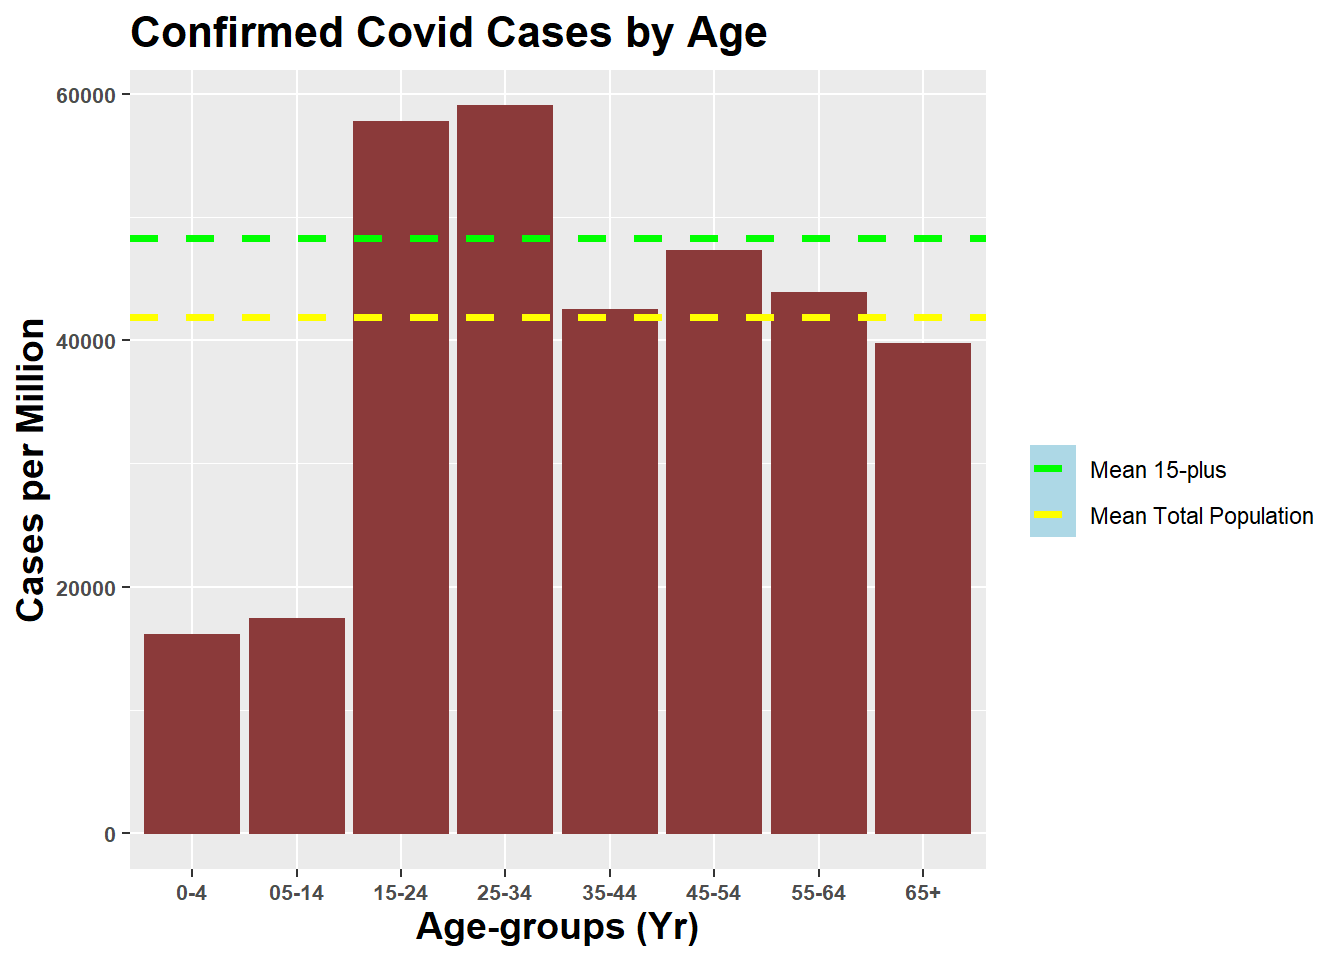 Confirmed Covid Cases by Age
Cases per Million
60000
40000
20000
0
0-4 05-14 15-24 25-34 35-44 45-54 55-64 65+
Age-groups (Yr)
Mean 15-plus
Mean Total Population